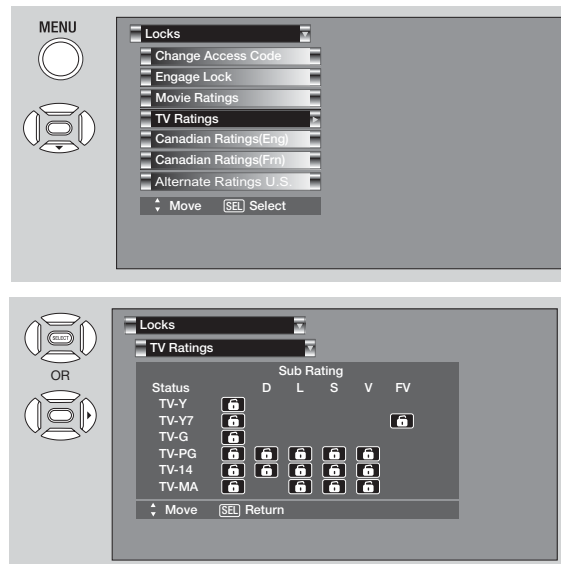 MENU
Locks
Change Access Code
Engage Lock
Movie Ratings
TV Ratings
Canadian Ratings(Eng)
Canadian Ratings(Frn)
Alternate Ratings U.S.
Move SEL Select
SELECT
OR
Locks
TV Ratings
Sub Rating
Status D L S V FV
TV-Y
TV-Y7
TV-G
TV-PG
TV-14
TV-MA
Move SEL Return